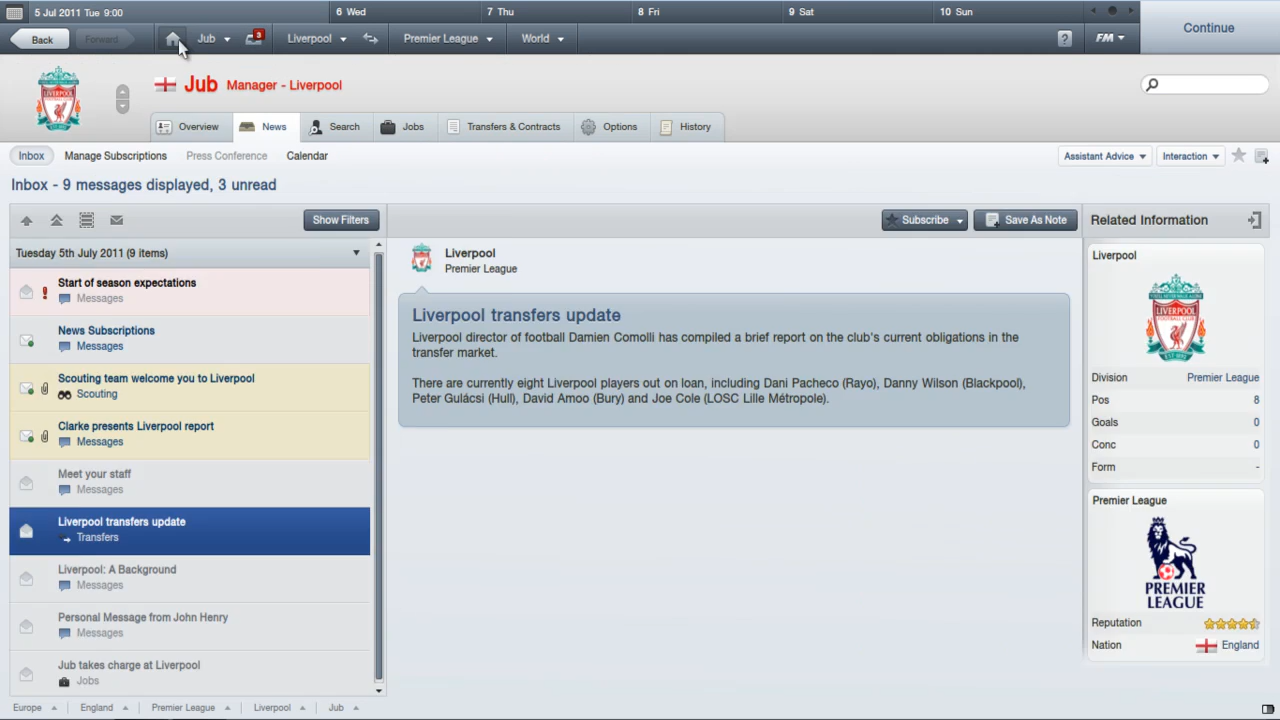 5 Jul 2011 Tue 9:00 6 Wed 7 Thu 8 Fri 9 Sat 10 Sun
Back Forward Job 3 Liverpool Premier League World ? FM Continue
Jub Manager - Liverpool
Overview News Search Jobs Transfers & Contracts Options History
Inbox Manage Subscriptions Press Conference Calendar Assistant Advice Interaction
Inbox - 9 messages displayed, 3 unread
Show Filters Subscribe Save As Note Related Information
Tuesday 5th July 2011 (9 items)
Start of season expectations
Messages
News Subscriptions
Messages
Scouting team welcome you to Liverpool
Scouting
Clarke presents Liverpool report
Messages
Meet your staff
Messages
Liverpool transfers update
Transfers
Liverpool: A Background
Messages
Personal Message from John Henry
Messages
Jub takes charge at Liverpool
Jobs
Liverpool
Premier League
Liverpool transfers update
Liverpool director of football Damien Comolli has compiled a brief report on the club's current obligations in the
transfer market.
There are currently eight Liverpool players out on loan, including Dani Pacheco (Rayo), Danny Wilson (Blackpool),
Peter Gulácsi (Hull), David Amoo (Bury) and Joe Cole (LOSC Lille Métropole).
Liverpool
Division Premier League
Pos 8
Goals 0
Conc 0
Form -
Premier League
PREMIER
LEAGUE
Reputation
Nation England
Europe England Premier League Liverpool Jub